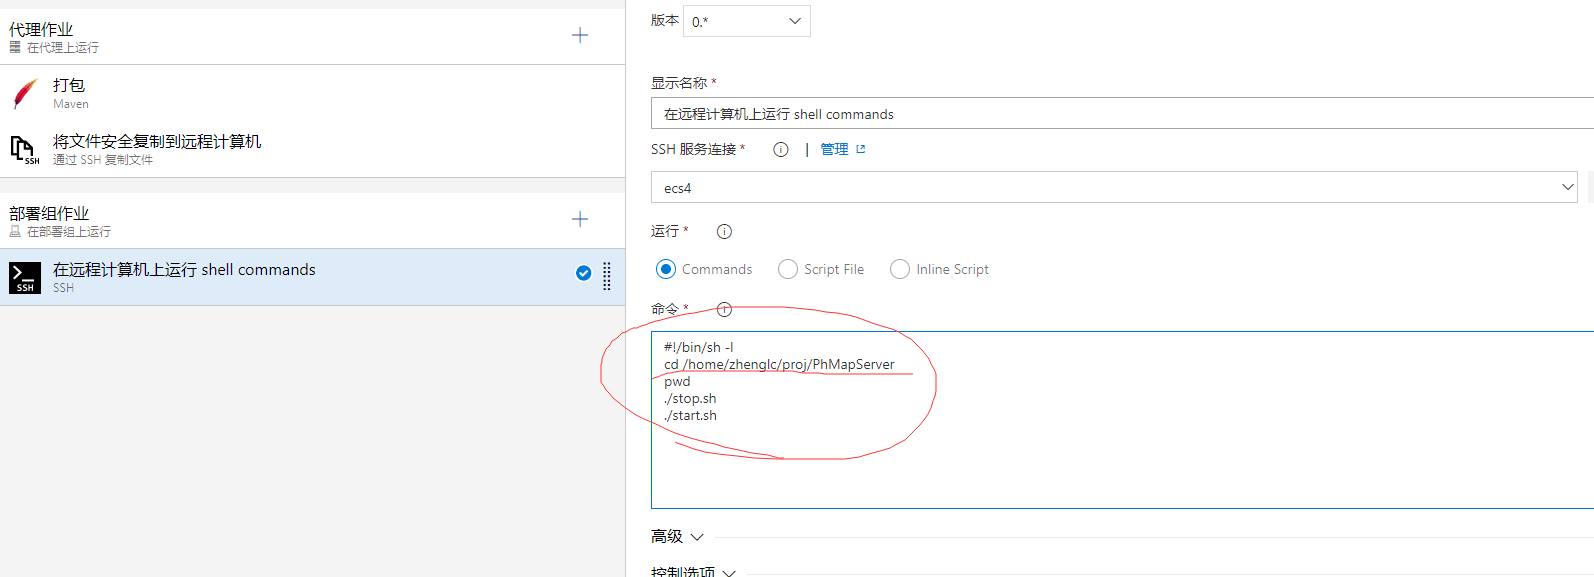 代理作业
在代理上运行
打包
Maven
将文件安全复制到远程计算机
通过 SSH 复制文件
SSH
部署组作业
在部署组上运行
在远程计算机上运行 shell commands
SSH
SSH
版本
0.*
显示名称 *
在远程计算机上运行 shell commands
SSH 服务连接 *
| 管理
ecs4
运行 *
Commands
Script File
Inline Script
命令 *
#!/bin/sh -l
cd /home/zhenglc/proj/PhMapServer
pwd
./stop.sh
./start.sh
高级
控制选项